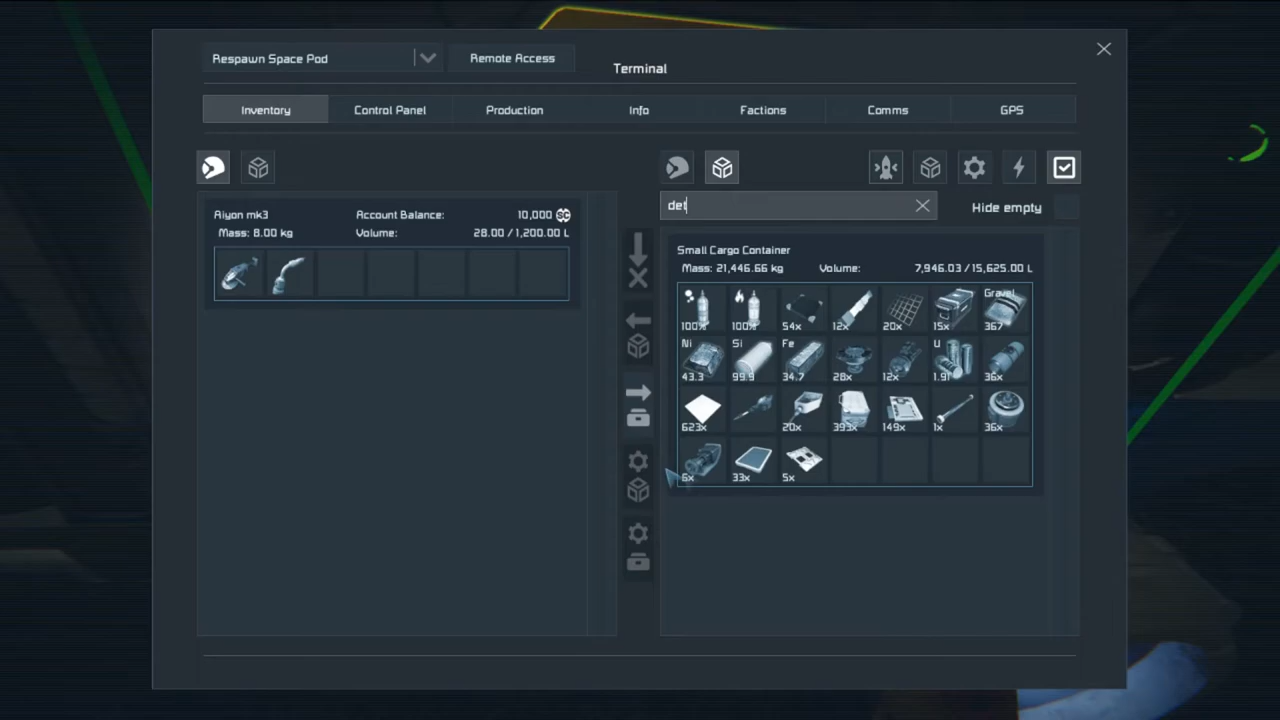 Respawn Space Pod
Remote Access
Terminal
Inventory
Control Panel
Production
Info
Factions
Comms
GPS
det
Hide empty
Aiyon mk3
Account Balance:
10,000 SC
Mass: 8.00 kg
Volume:
28.00 / 1,200.00 L
Small Cargo Container
Mass: 21,446.66 kg
Volume:
7,946.03 / 15,625.00 L
Gravel
100%
100%
54x
12x
20x
15x
367
Ni
Si
Fe
U
43.3
99.9
34.7
28x
12x
1.91
36x
623x
20x
393x
149x
1x
36x
6x
33x
5x